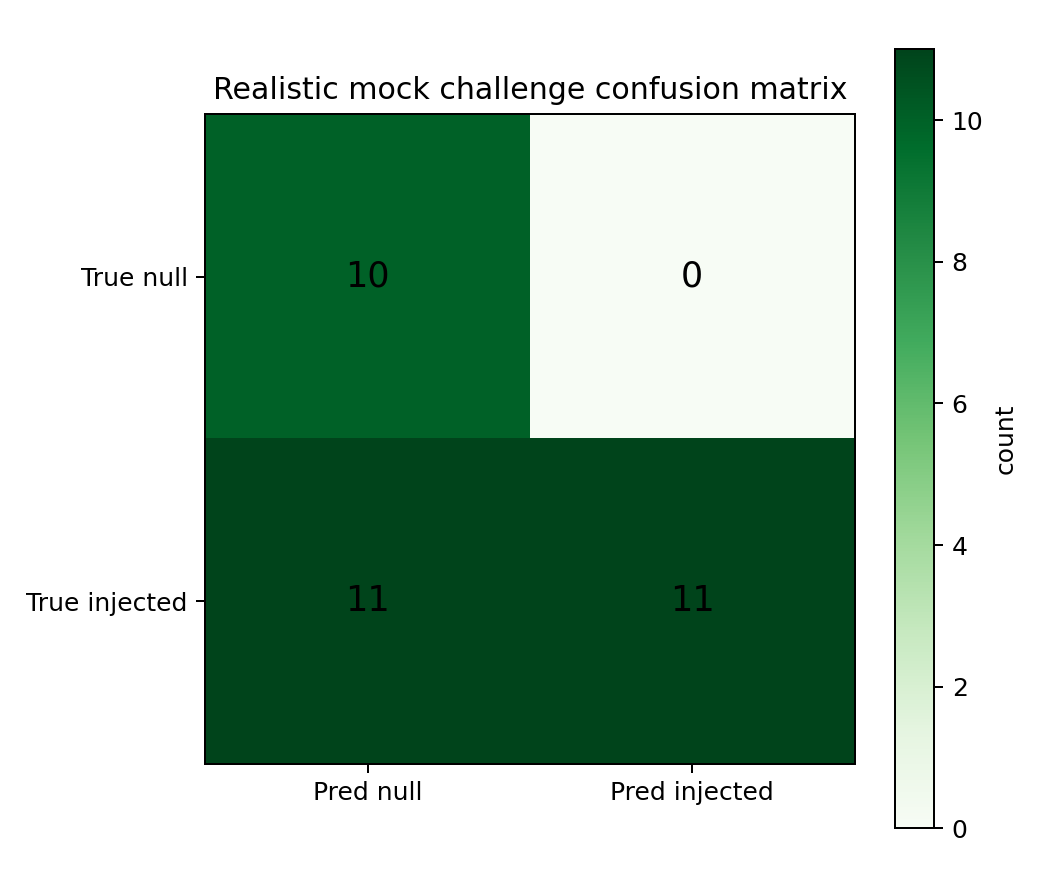 Realistic mock challenge confusion matrix
True null
10
0
True injected
11
11
Pred null
Pred injected
10
8
6
4
2
0
count